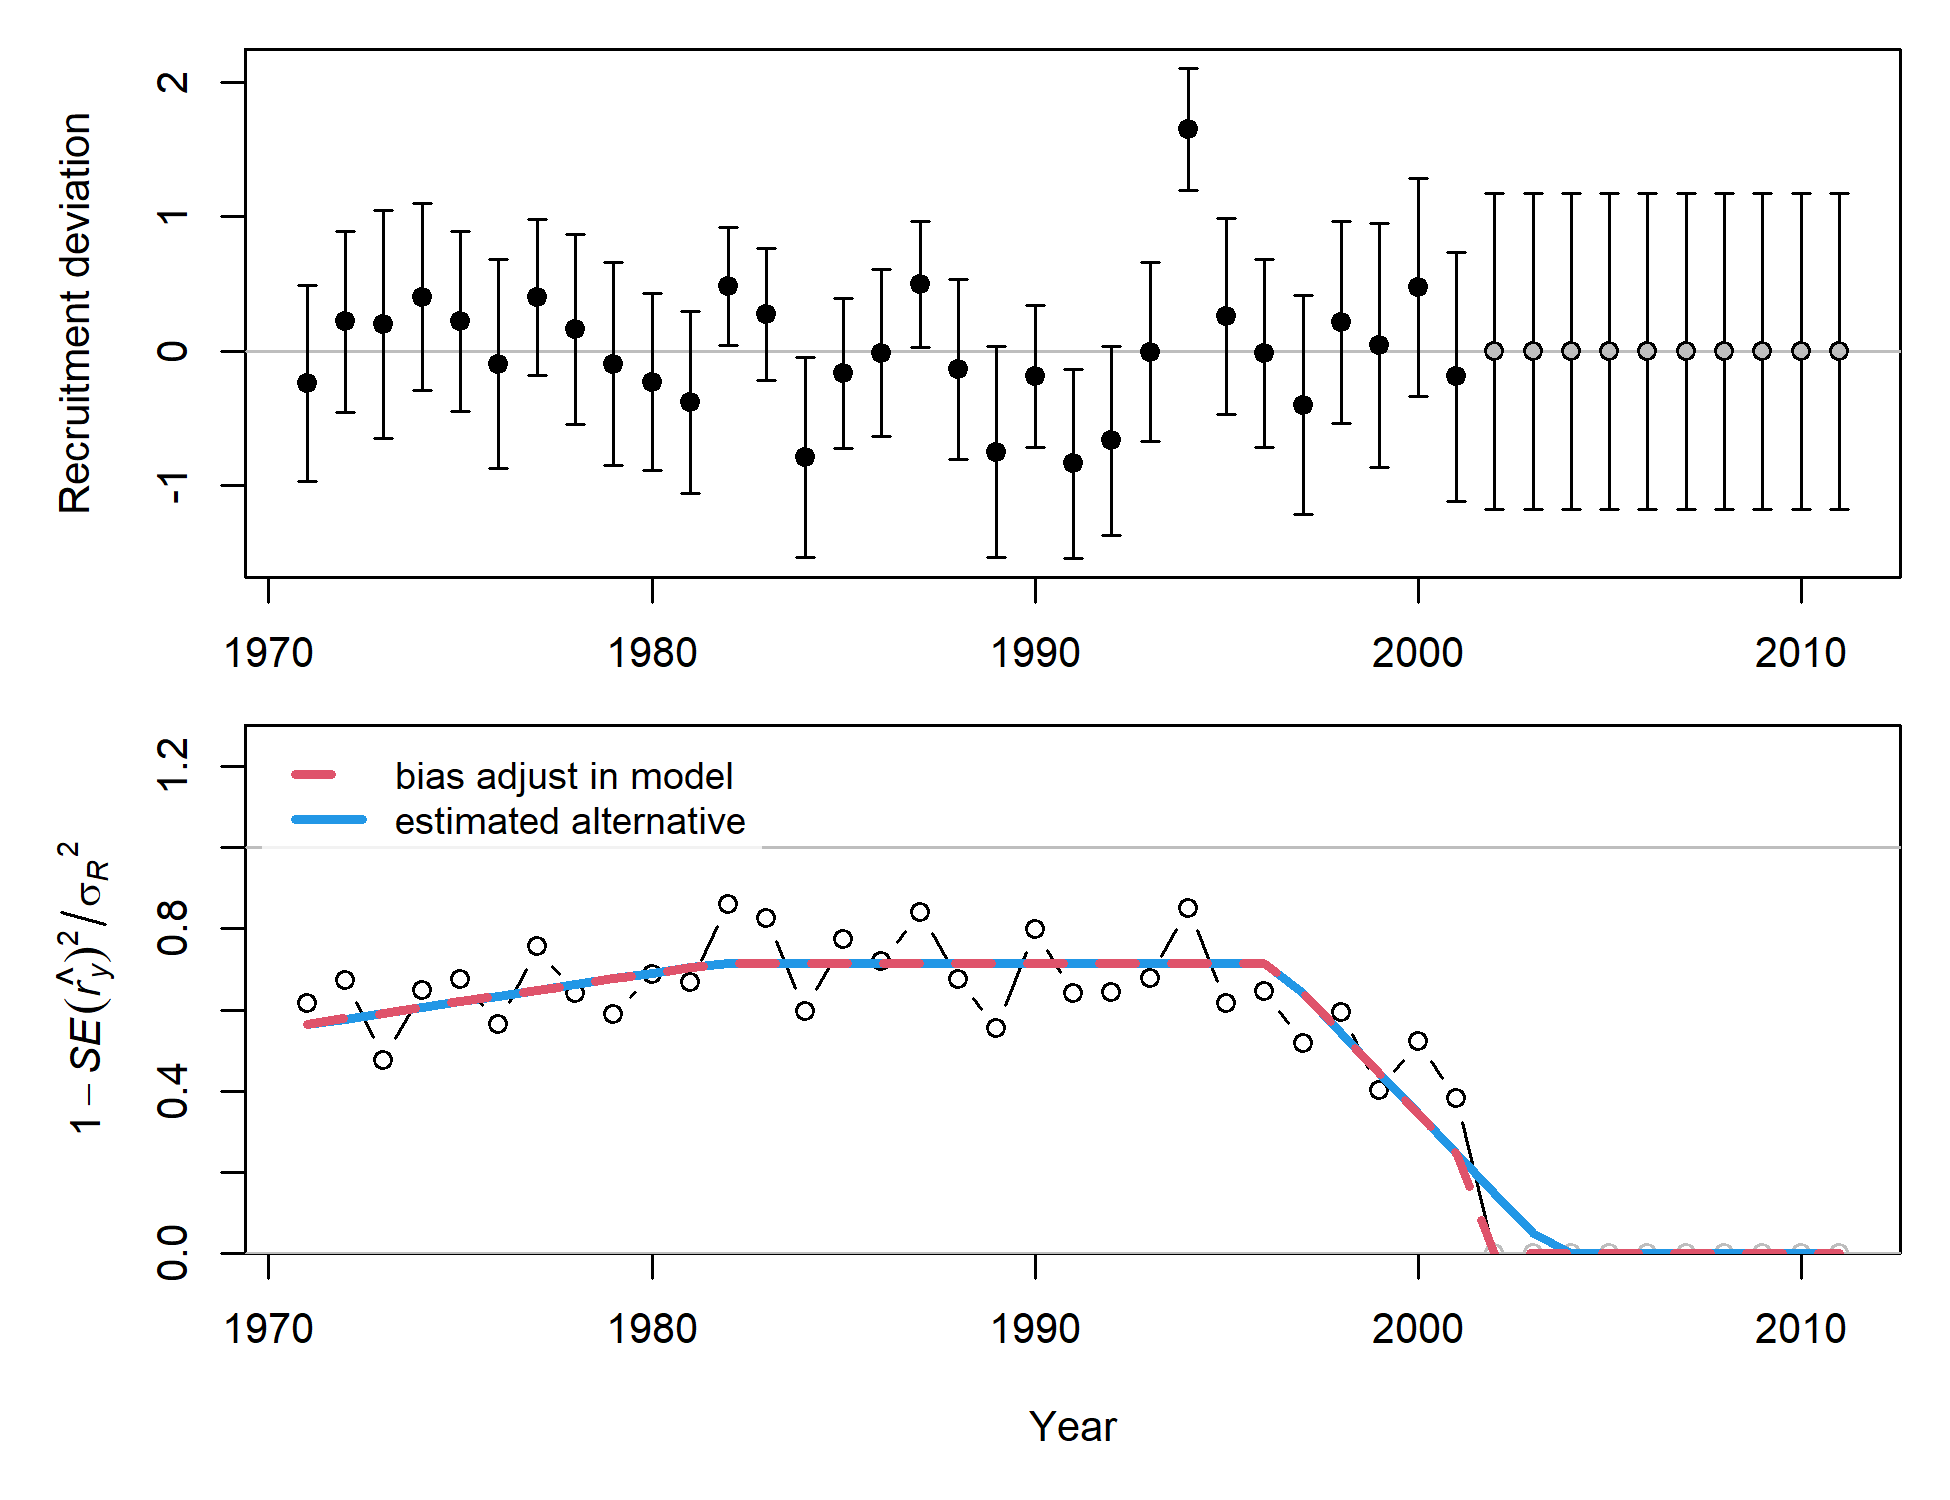 Recruitment deviation
2
1
0
-1
1970 1980 1990 2000 2010
1 − SE(r̂y)² / σR²
1.2
0.8
0.4
0.0
bias adjust in model
estimated alternative
1970 1980 1990 2000 2010
Year